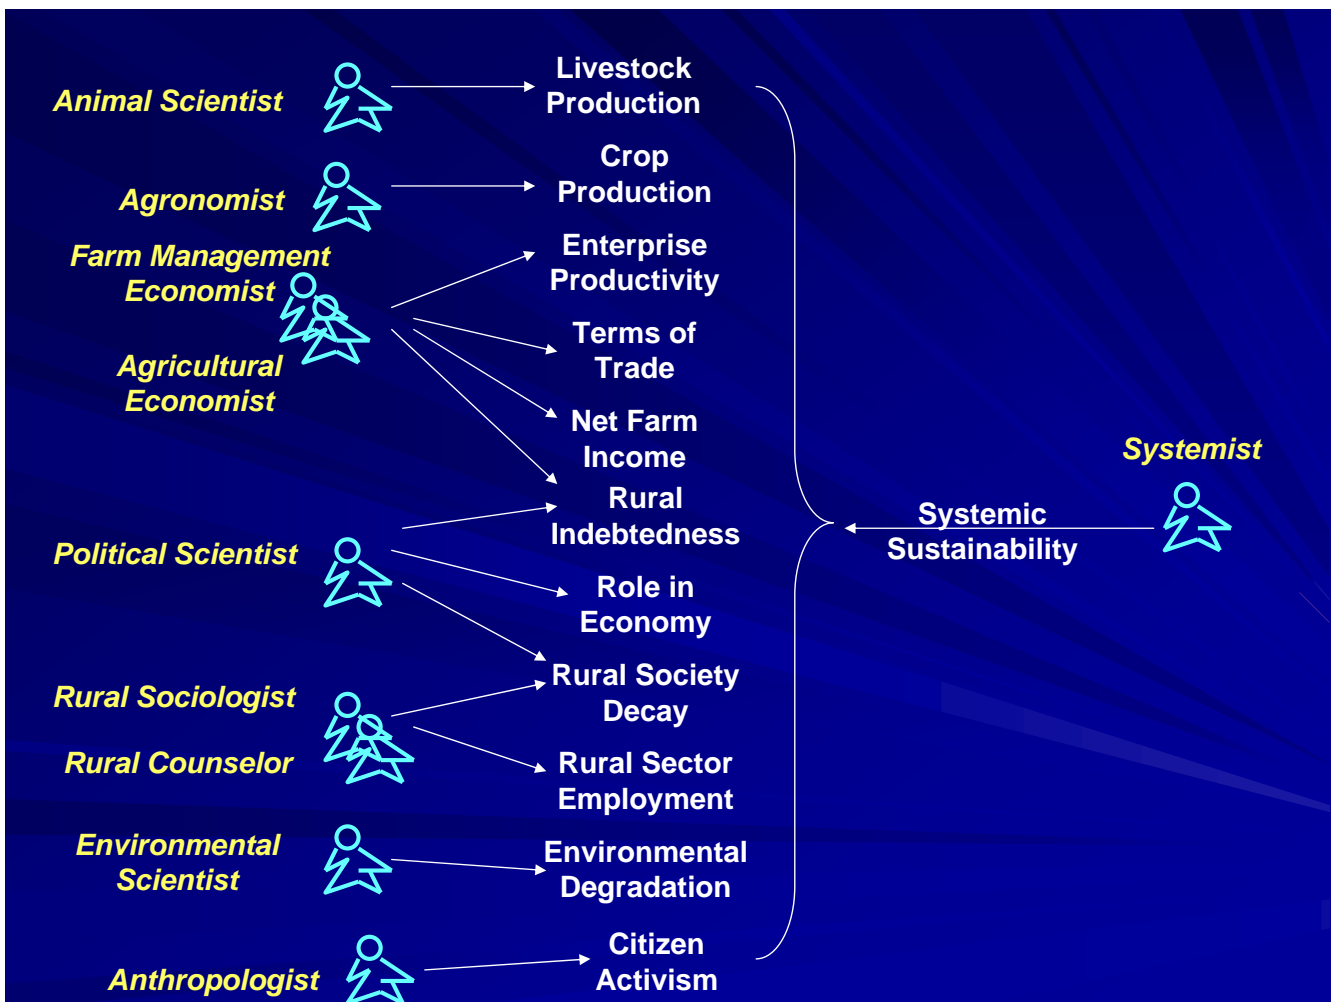 Animal Scientist
Livestock
Production
Agronomist
Crop
Production
Farm Management
Economist
Enterprise
Productivity
Agricultural
Economist
Terms of
Trade
Net Farm
Income
Rural
Indebtedness
Political Scientist
Role in
Economy
Rural Sociologist
Rural Society
Decay
Rural Counselor
Rural Sector
Employment
Environmental
Scientist
Environmental
Degradation
Anthropologist
Citizen
Activism
Systemic
Sustainability
Systemist